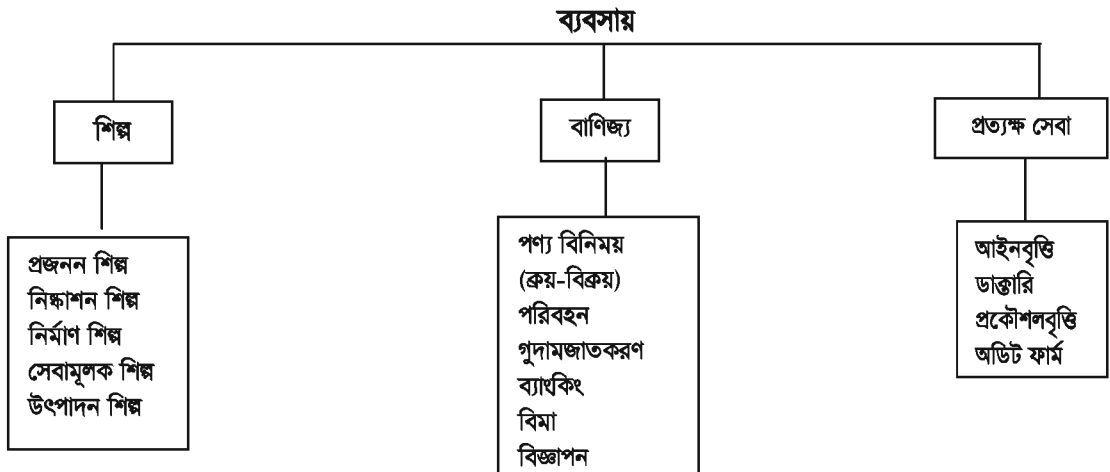 ব্যবসায়
শিল্প
বাণিজ্য
প্রত্যক্ষ সেবা
প্রজনন শিল্প
নিষ্কাশন শিল্প
নির্মাণ শিল্প
সেবামূলক শিল্প
উৎপাদন শিল্প
পণ্য বিনিময়
(ক্রয়-বিক্রয়)
পরিবহন
গুদামজাতকরণ
ব্যাংকিং
বিমা
বিজ্ঞাপন
আইনবৃত্তি
ডাক্তারি
প্রকৌশলবৃত্তি
অডিট ফার্ম